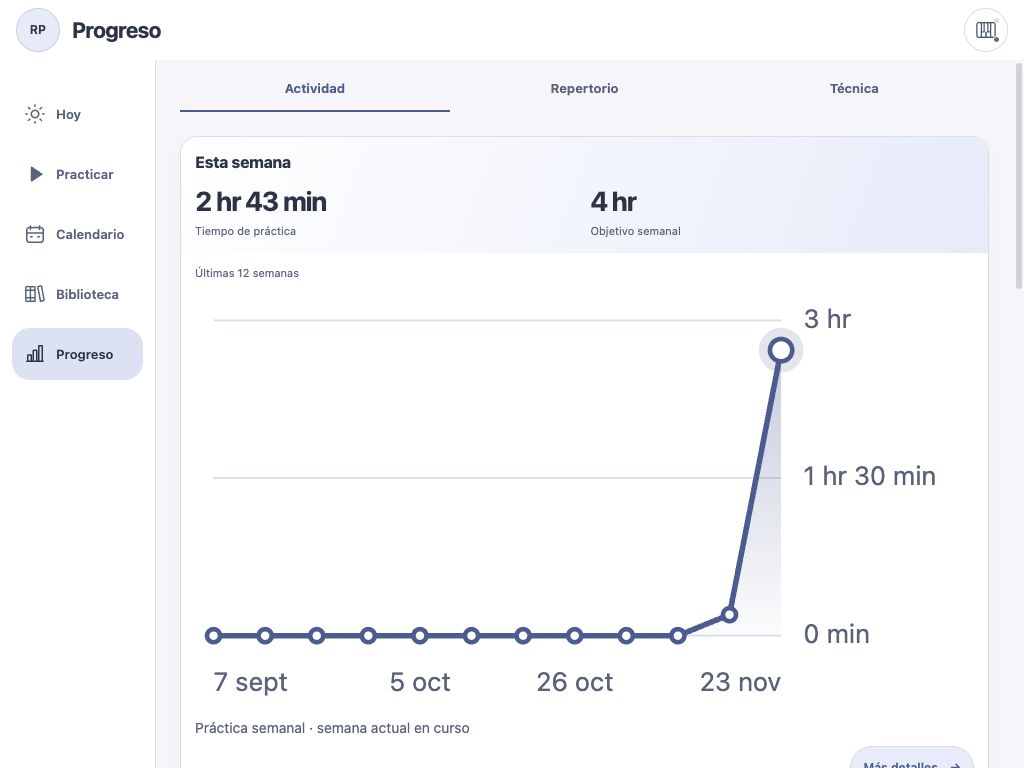 RP
Progreso
Hoy
Practicar
Calendario
Biblioteca
Progreso
Actividad
Repertorio
Técnica
Esta semana
2 hr 43 min
4 hr
Tiempo de práctica
Objetivo semanal
Últimas 12 semanas
3 hr
1 hr 30 min
0 min
7 sept
5 oct
26 oct
23 nov
Práctica semanal · semana actual en curso
Más detalles →